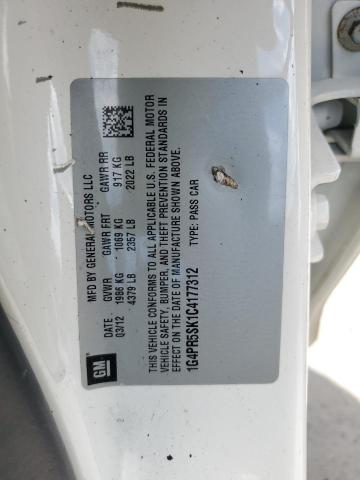 MFD BY GENERAL MOTORS LLC
DATE GVWR GAWR FRT GAWR RR
03/12 1986 KG 1069 KG 917 KG
4379 LB 2357 LB 2022 LB
THIS VEHICLE CONFORMS TO ALL APPLICABLE U.S. FEDERAL MOTOR
VEHICLE SAFETY, BUMPER, AND THEFT PREVENTION STANDARDS IN
EFFECT ON THE DATE OF MANUFACTURE SHOWN ABOVE.
1G4PR5SK1C4177312 TYPE: PASS CAR
GM